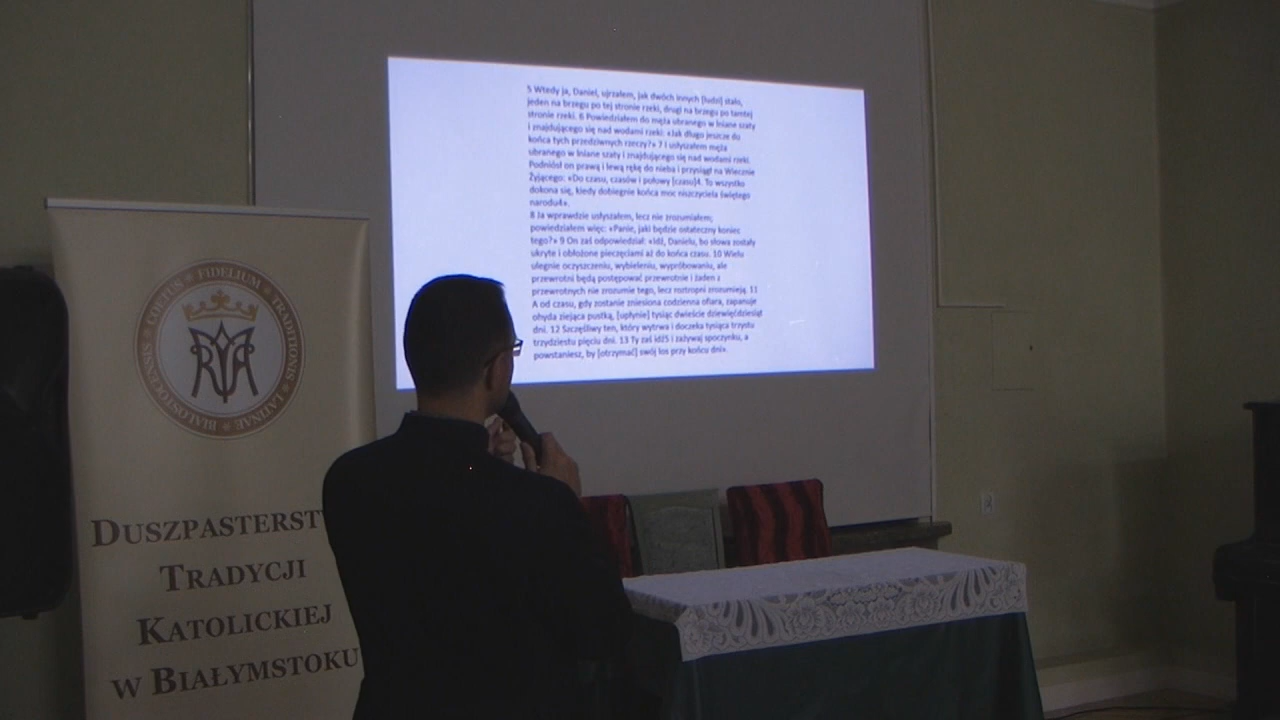 5 Wtedy ja, Daniel, ujrzałem, jak dwóch innych [ludzi] stało,
jeden na brzegu po tej stronie rzeki, drugi na brzegu po tamtej
stronie rzeki. 6 Powiedziałem do męża ubranego w lniane szaty
i znajdującego się nad wodami rzeki: «Jak długo jeszcze do
końca tych przedziwnych rzeczy?» 7 I usłyszałem męża
ubranego w lniane szaty i znajdującego się nad wodami rzeki.
Podniósł on prawą i lewą rękę do nieba i przysiągł na Wiecznie
Żyjącego: «Do czasu, czasów i połowy [czasu]4. To wszystko
dokona się, kiedy dobiegnie końca moc niszczyciela świętego
narodu4».
8 Ja wprawdzie usłyszałem, lecz nie zrozumiałem;
powiedziałem więc: «Panie, jaki będzie ostateczny koniec
tego?» 9 On zaś odpowiedział: «Idź, Danielu, bo słowa zostały
ukryte i obłożone pieczęciami aż do końca czasu. 10 Wielu
ulegnie oczyszczeniu, wybieleniu, wypróbowaniu, ale
przewrotni będą postępować przewrotnie i żaden z
przewrotnych nie zrozumie tego, lecz roztropni zrozumieją. 11
A od czasu, gdy zostanie zniesiona codzienna ofiara, zapanuje
ohyda ziejąca pustką, [upłynie] tysiąc dwieście dziewięćdziesiąt
dni. 12 Szczęśliwy ten, który wytrwa i doczeka tysiąca trzystu
trzydziestu pięciu dni. 13 Ty zaś idź5 i zażywaj spoczynku, a
powstaniesz, by [otrzymać] swój los przy końcu dni».
CULTUS * FIDELIUM * TRADITIONIS * LATINAE * BIALOSTOCENSIS *
DUSZPASTERST
TRADYCJI
KATOLICKIEJ
W BIAŁYMSTOKU